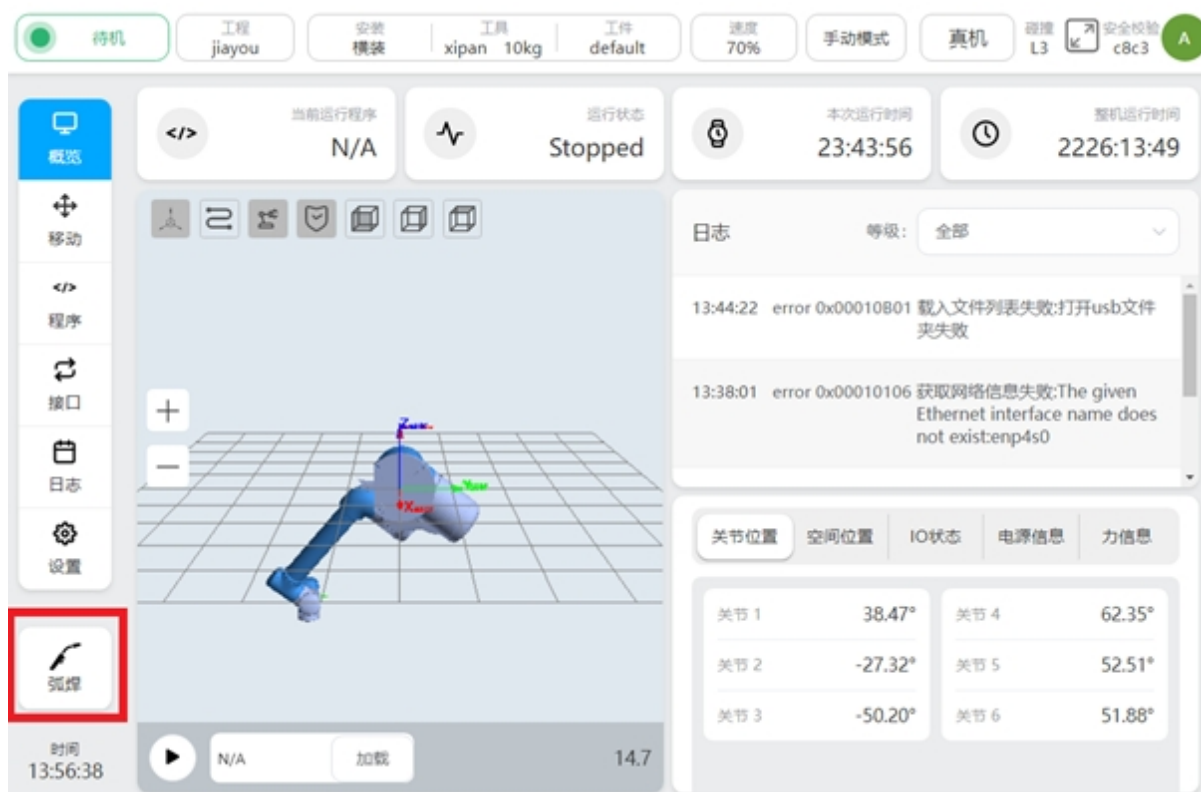 待机
工程
jiayou
安装
横装
工具
xipan 10kg
工件
default
速度
70%
手动模式
真机
碰撞
L3
安全校验
c8c3
A
概览
移动
</>
程序
接口
日志
设置
弧焊
时间
13:56:38
</>
当前运行程序
N/A
运行状态
Stopped
本次运行时间
23:43:56
整机运行时间
2226:13:49
日志
等级:
全部
13:44:22 error 0x00010B01 载入文件列表失败:打开usb文件
夹失败
13:38:01 error 0x00010106 获取网络信息失败:The given
Ethernet interface name does
not exist:enp4s0
关节位置
空间位置
IO状态
电源信息
力信息
关节 1 38.47°
关节 4 62.35°
关节 2 -27.32°
关节 5 52.51°
关节 3 -50.20°
关节 6 51.88°
N/A
加载
14.7